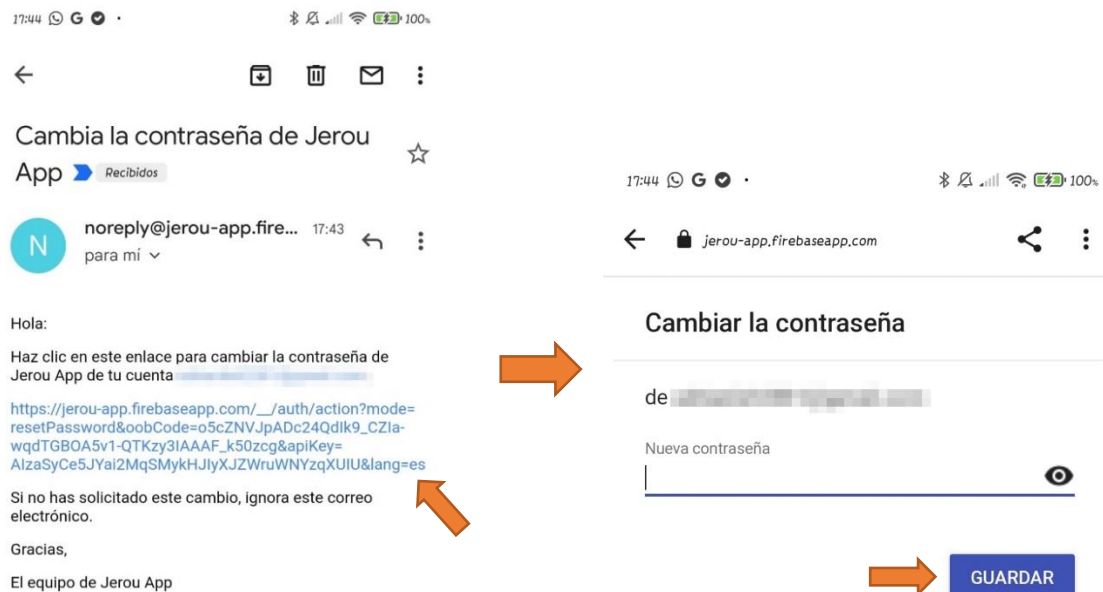 17:44 G 100%
Cambia la contraseña de Jerou
App Recibidos
N
noreply@jerou-app.fire... 17:43
para mí
Hola:
Haz clic en este enlace para cambiar la contraseña de
Jerou App de tu cuenta
https://jerou-app.firebaseapp.com/__/auth/action?mode=
resetPassword&oobCode=o5cZNVJpADc24QdIk9_CZIa-
wqdTGBOA5v1-QTKzy3IAAAF_k50zcg&apiKey=
AIzaSyCe5JYai2MqSMykHJIyXJZWruWNYzqXUIU&lang=es
Si no has solicitado este cambio, ignora este correo
electrónico.
Gracias,
El equipo de Jerou App
17:44 G 100%
jerou-app.firebaseapp.com
Cambiar la contraseña
de
Nueva contraseña
GUARDAR